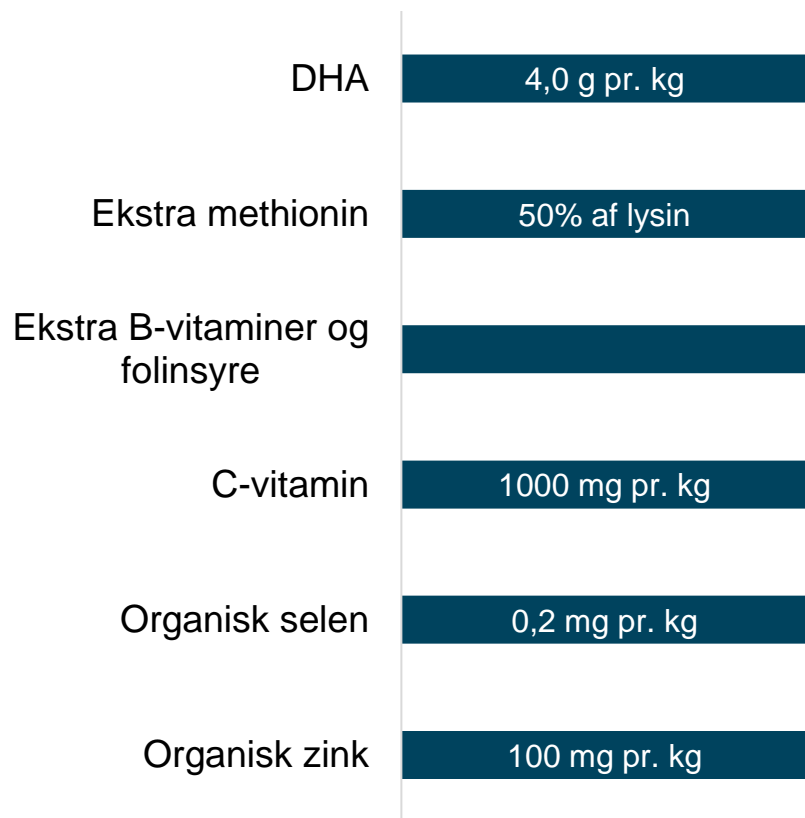 DHA
4,0 g pr. kg
Ekstra methionin
50% af lysin
Ekstra B-vitaminer og
folinsyre
C-vitamin
1000 mg pr. kg
Organisk selen
0,2 mg pr. kg
Organisk zink
100 mg pr. kg